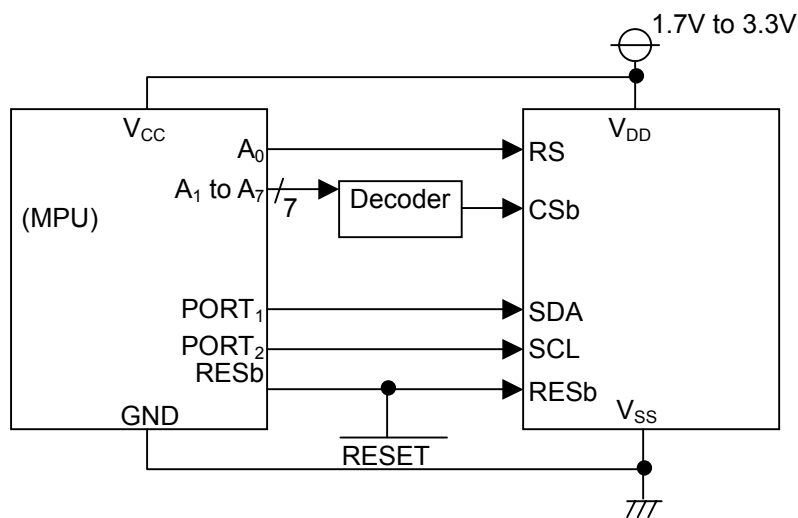 1.7V to 3.3V
VCC
VDD
A0
RS
A1 to A7
7
Decoder
CSb
(MPU)
PORT1
SDA
PORT2
SCL
RESb
RESb
GND
VSS
RESET